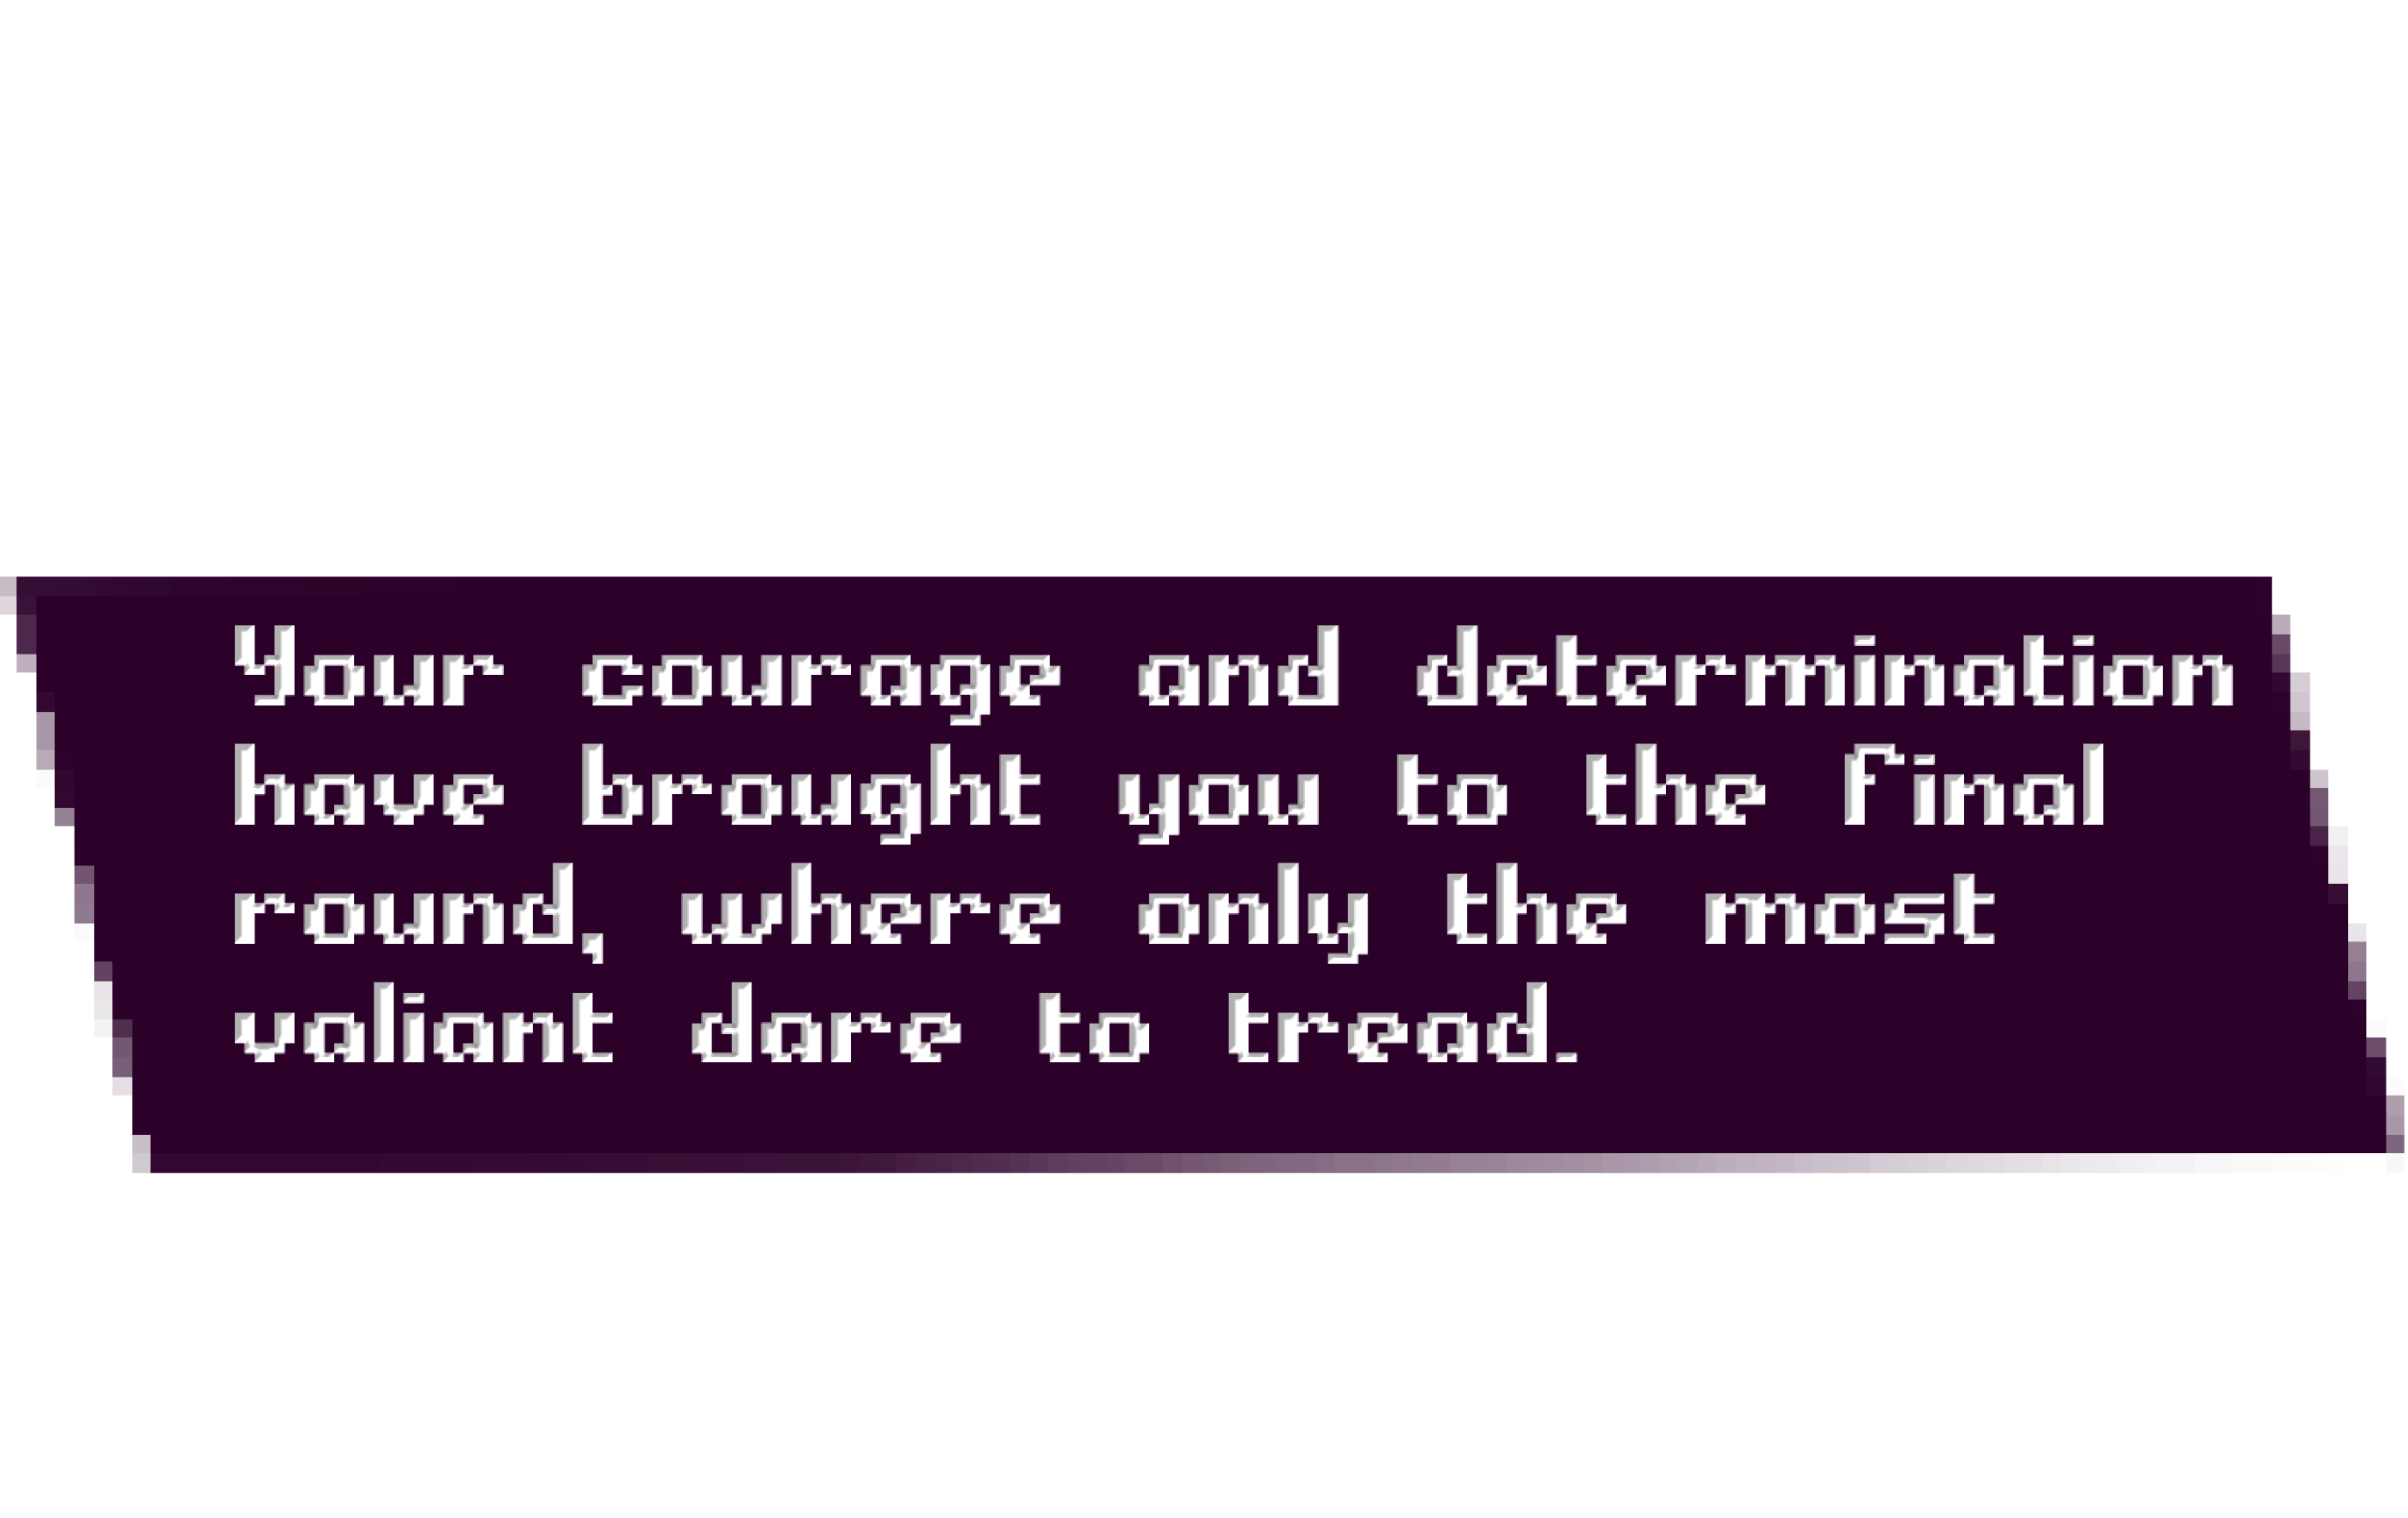 Your courage and determination
have brought you to the final
round, where only the most
valiant dare to tread.